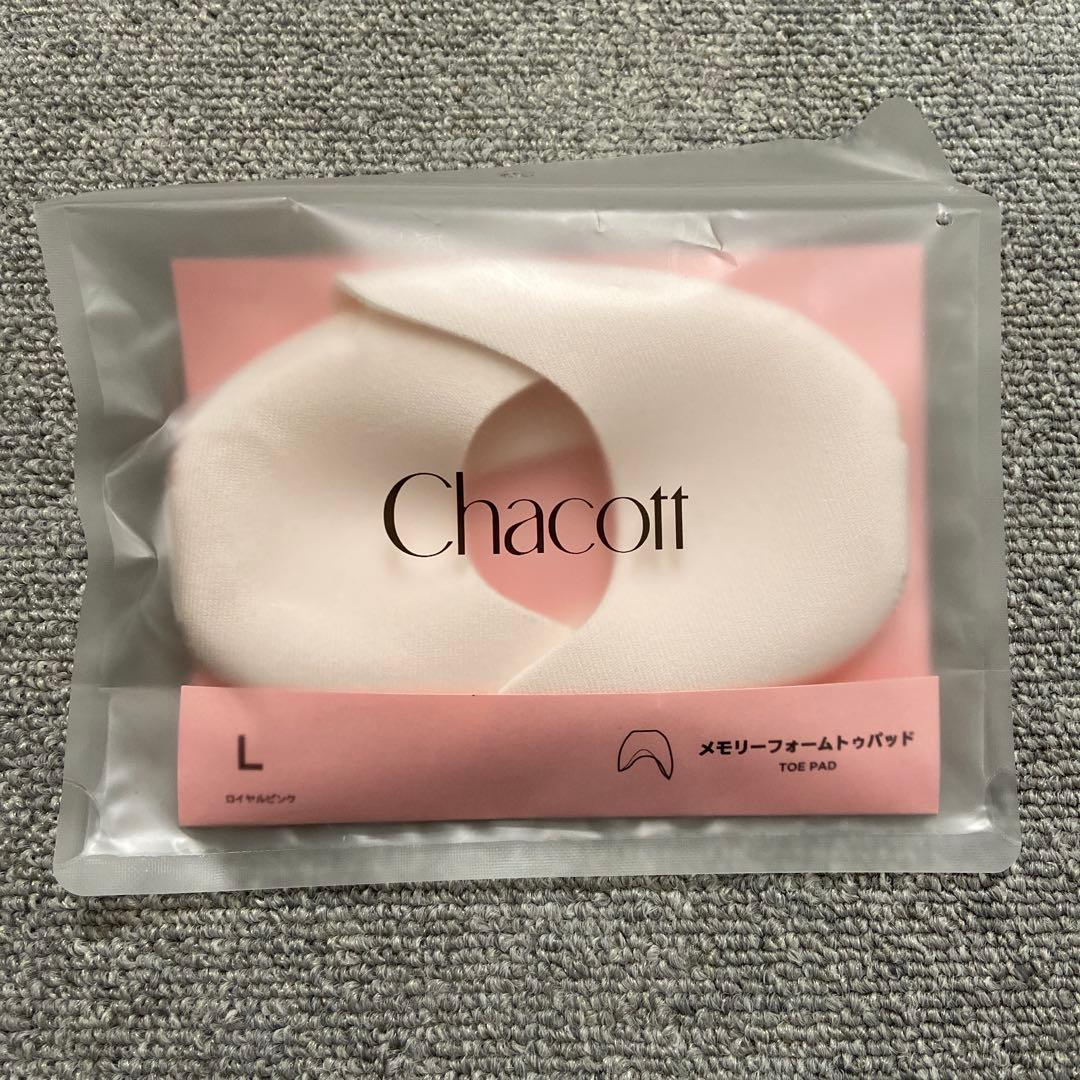 Chacott
L
ロイヤルピンク
メモリーフォームトゥパッド
TOE PAD